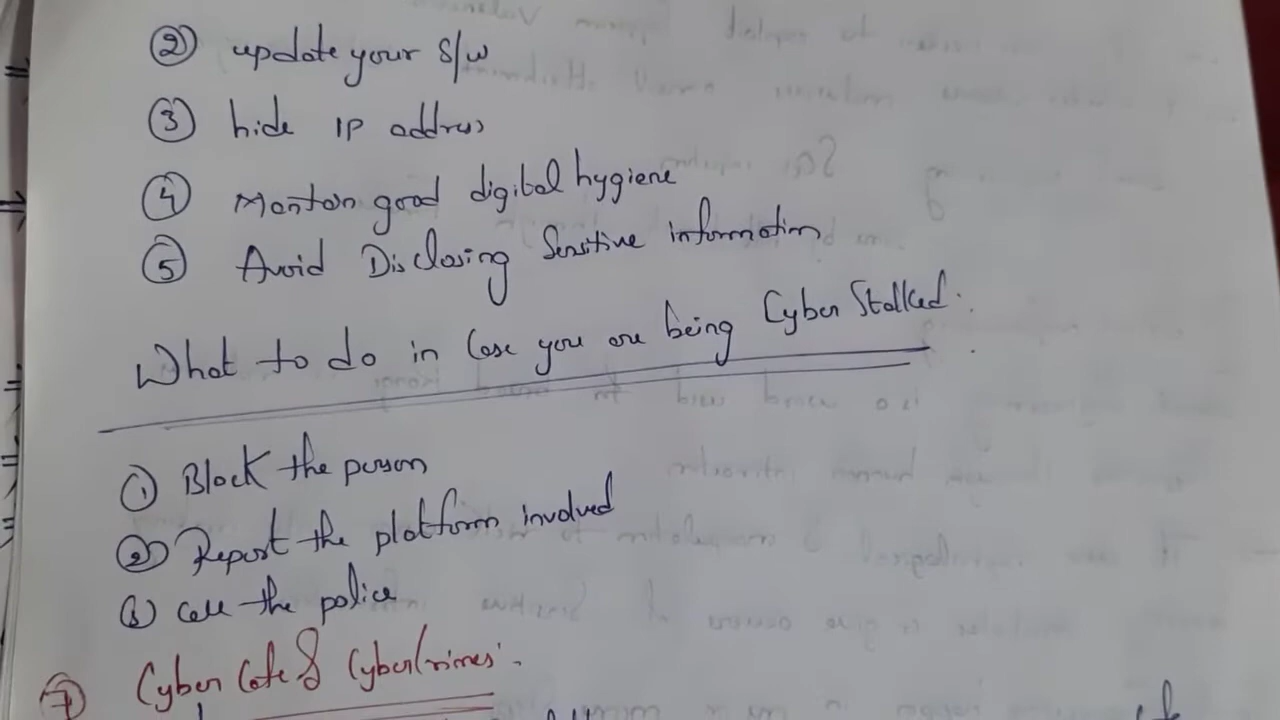 ② update your S/W
③ hide IP address
④ Mantan good digital hygiene
⑤ Avoid Disclosing Sensitive information
What to do in Case you are being Cyber Stalked.
① Block the person
② Report the platform involved
③ Call the police
⑦ Cyber Cafe & Cyber Crimes.